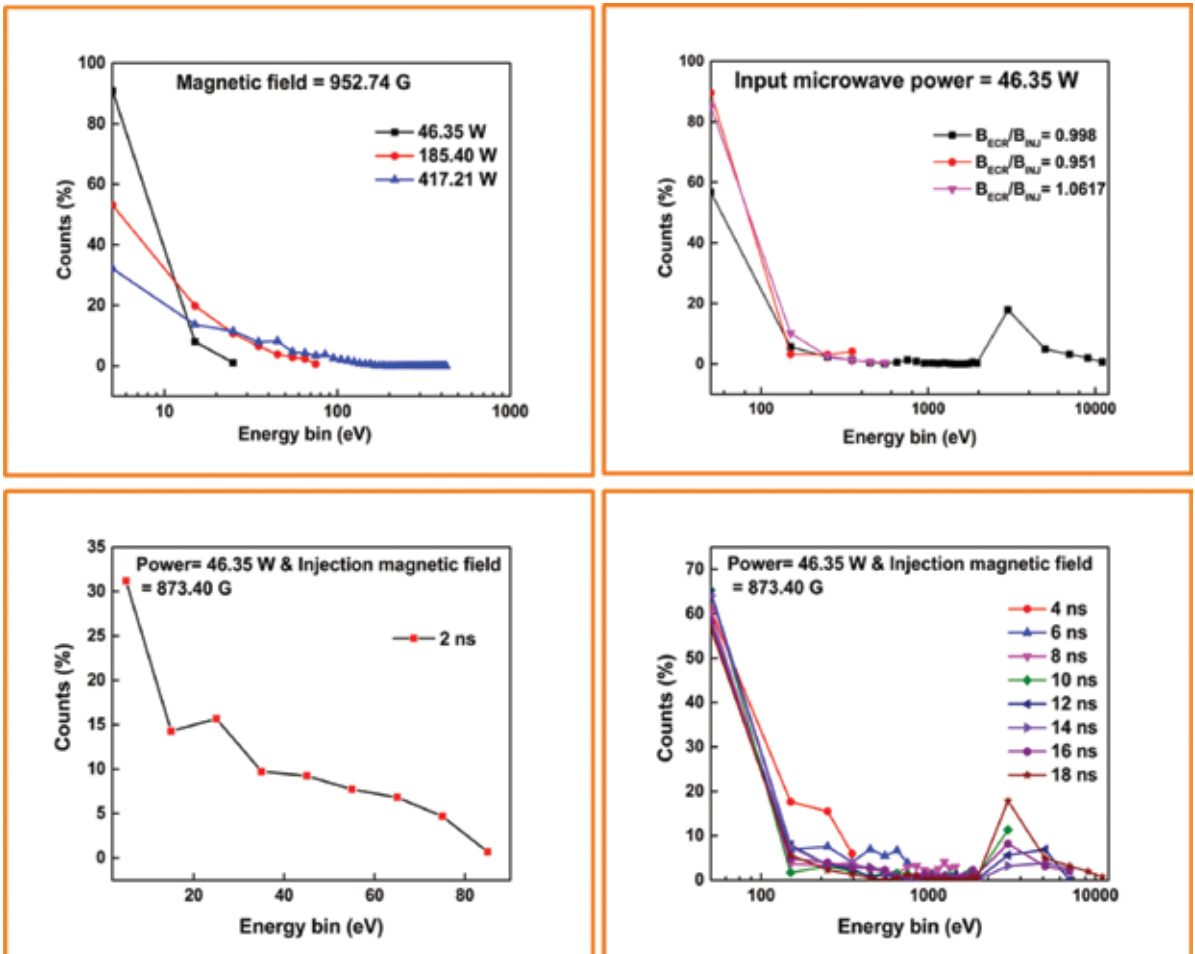 Magnetic field = 952.74 G
46.35 W
185.40 W
417.21 W
100
80
60
40
20
0
Counts (%)
10
100
1000
Energy bin (eV)
Input microwave power = 46.35 W
B_ECR/B_INJ= 0.998
B_ECR/B_INJ= 0.951
B_ECR/B_INJ= 1.0617
100
80
60
40
20
0
Counts (%)
100
1000
10000
Energy bin (eV)
Power= 46.35 W & Injection magnetic field
= 873.40 G
2 ns
35
30
25
20
15
10
5
0
Counts (%)
20
40
60
80
Energy bin (eV)
Power= 46.35 W & Injection magnetic field
= 873.40 G
4 ns
6 ns
8 ns
10 ns
12 ns
14 ns
16 ns
18 ns
70
60
50
40
30
20
10
0
Counts (%)
100
1000
10000
Energy bin (eV)